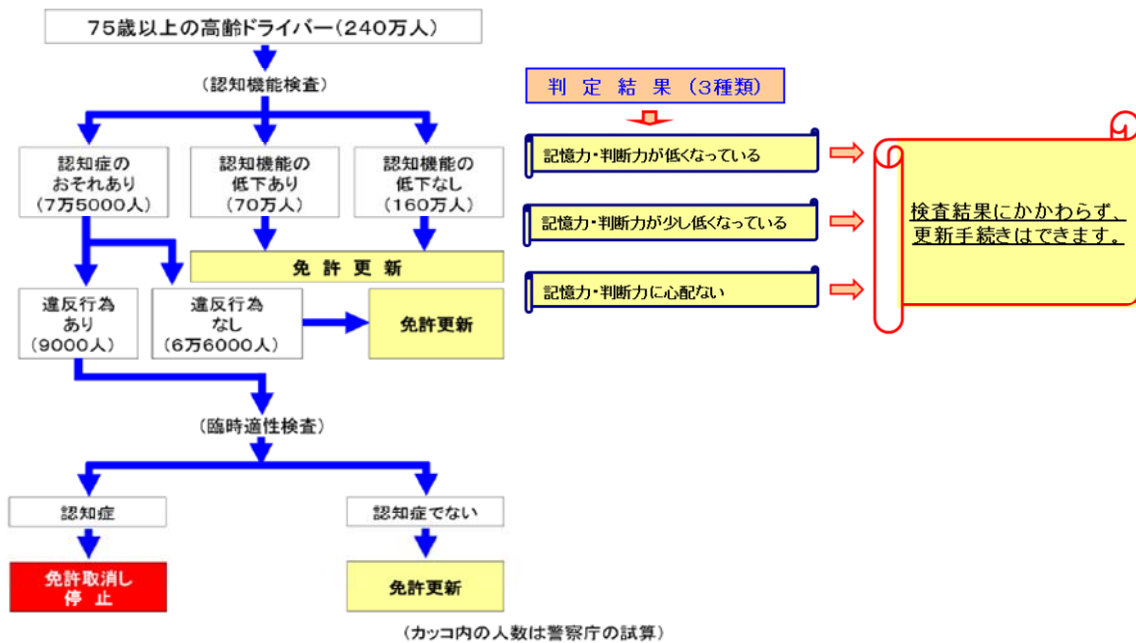 75歳以上の高齢ドライバー(240万人)
(認知機能検査)
認知症の
おそれあり
(7万5000人)
認知機能の
低下あり
(70万人)
認知機能の
低下なし
(160万人)
免許更新
違反行為
あり
(9000人)
違反行為
なし
(6万6000人)
免許更新
(臨時適性検査)
認知症
認知症でない
免許取消し
停止
免許更新
(カッコ内の人数は警察庁の試算)
判定結果(3種類)
記憶力・判断力が低くなっている
記憶力・判断力が少し低くなっている
記憶力・判断力に心配ない
検査結果にかかわらず、
更新手続きはできます。